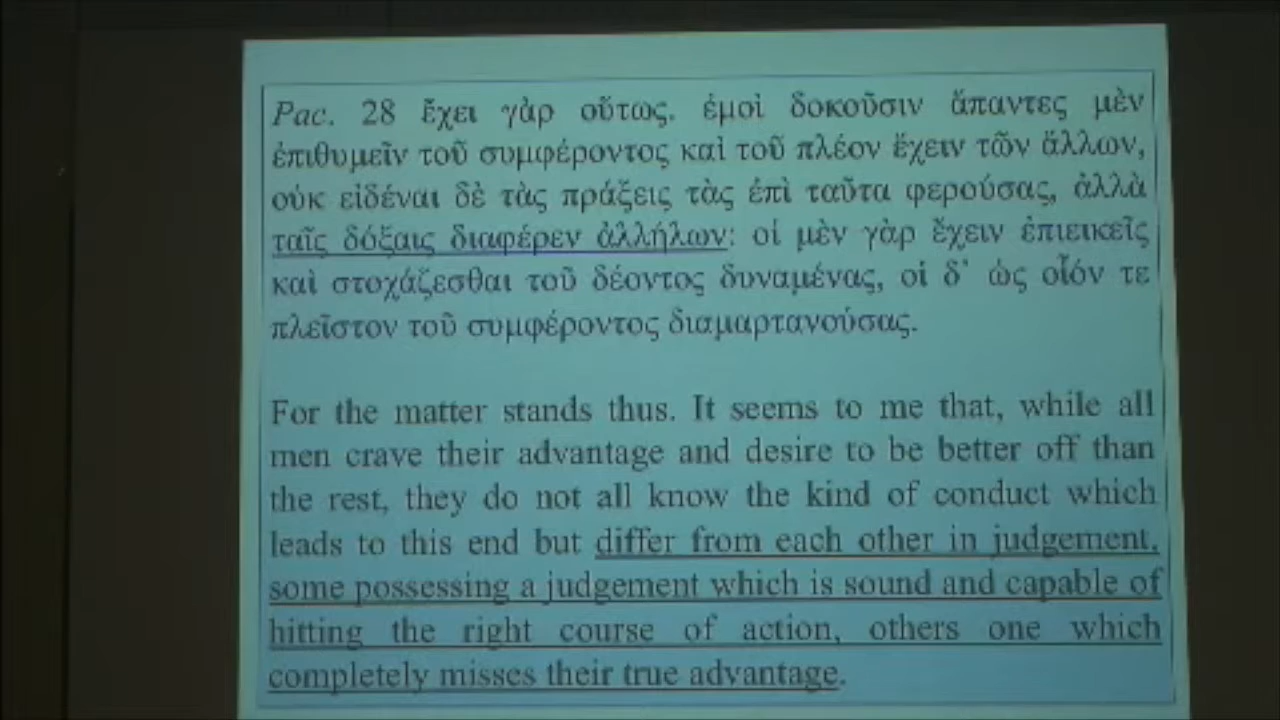 Pac. 28 ἔχει γὰρ οὕτως. ἐμοὶ δοκοῦσιν ἅπαντες μὲν
ἐπιθυμεῖν τοῦ συμφέροντος καὶ τοῦ πλέον ἔχειν τῶν ἄλλων,
οὐκ εἰδέναι δὲ τὰς πράξεις τὰς ἐπὶ ταῦτα φερούσας, ἀλλὰ
ταῖς δόξαις διαφέρεν ἀλλήλων: οἱ μὲν γὰρ ἔχειν ἐπιεικεῖς
καὶ στοχάζεσθαι τοῦ δέοντος δυναμένας, οἱ δ᾽ ὡς οἷόν τε
πλεῖστον τοῦ συμφέροντος διαμαρτανούσας.
For the matter stands thus. It seems to me that, while all
men crave their advantage and desire to be better off than
the rest, they do not all know the kind of conduct which
leads to this end but differ from each other in judgement,
some possessing a judgement which is sound and capable of
hitting the right course of action, others one which
completely misses their true advantage.